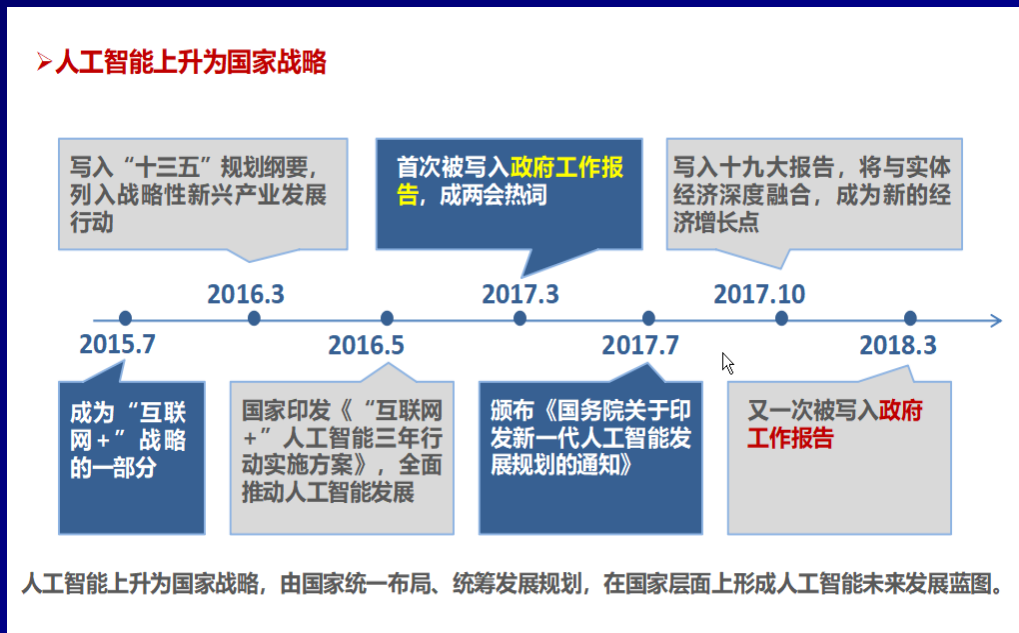 人工智能上升为国家战略
写入“十三五”规划纲要，
列入战略性新兴产业发展
行动
首次被写入政府工作报
告，成两会热词
写入十九大报告，将与实体
经济深度融合，成为新的经
济增长点
2016.3
2017.3
2017.10
2015.7
2016.5
2017.7
2018.3
成为“互联
网+”战略
的一部分
国家印发《“互联网
+”人工智能三年行
动实施方案》，全面
推动人工智能发展
颁布《国务院关于印
发新一代人工智能发
展规划的通知》
又一次被写入政府
工作报告
人工智能上升为国家战略，由国家统一布局、统筹发展规划，在国家层面上形成人工智能未来发展蓝图。